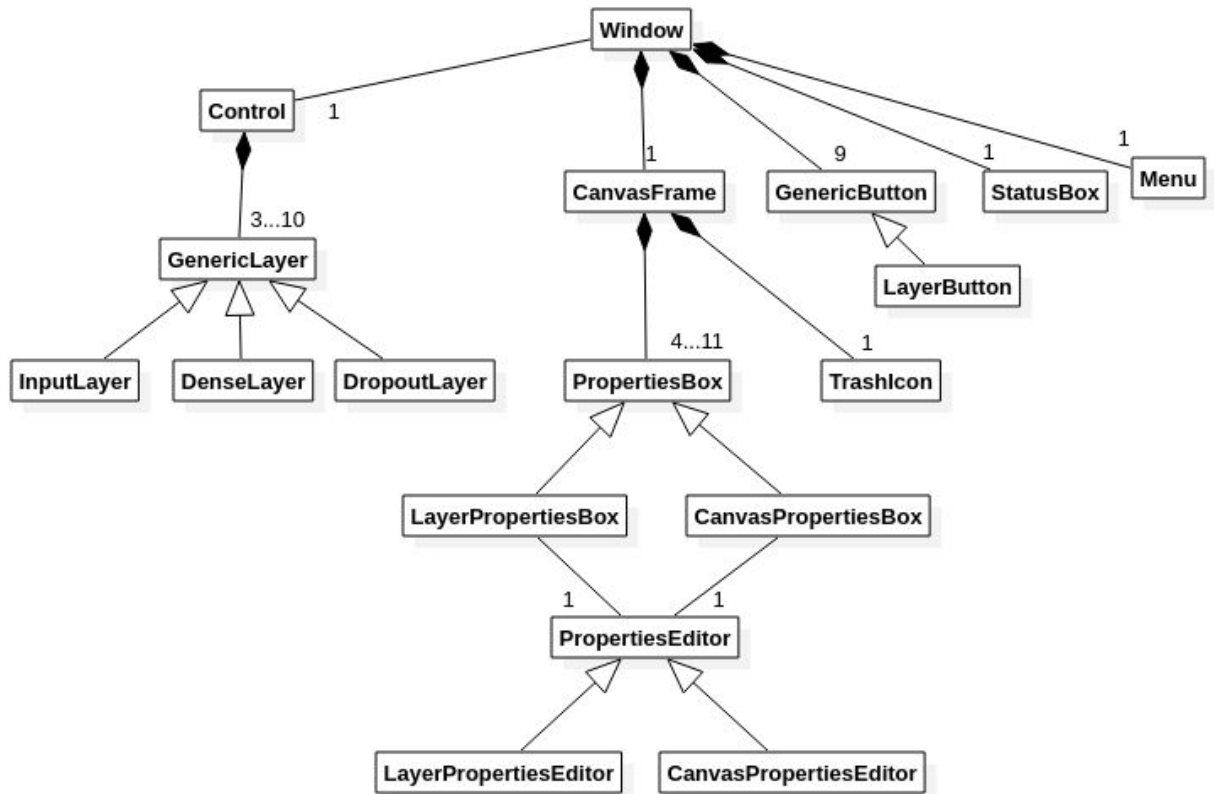 Window
Control
1
1
9
1
1
CanvasFrame
GenericButton
StatusBox
Menu
3...10
GenericLayer
LayerButton
4...11
1
InputLayer
DenseLayer
DropoutLayer
PropertiesBox
TrashIcon
LayerPropertiesBox
CanvasPropertiesBox
1
1
PropertiesEditor
LayerPropertiesEditor
CanvasPropertiesEditor